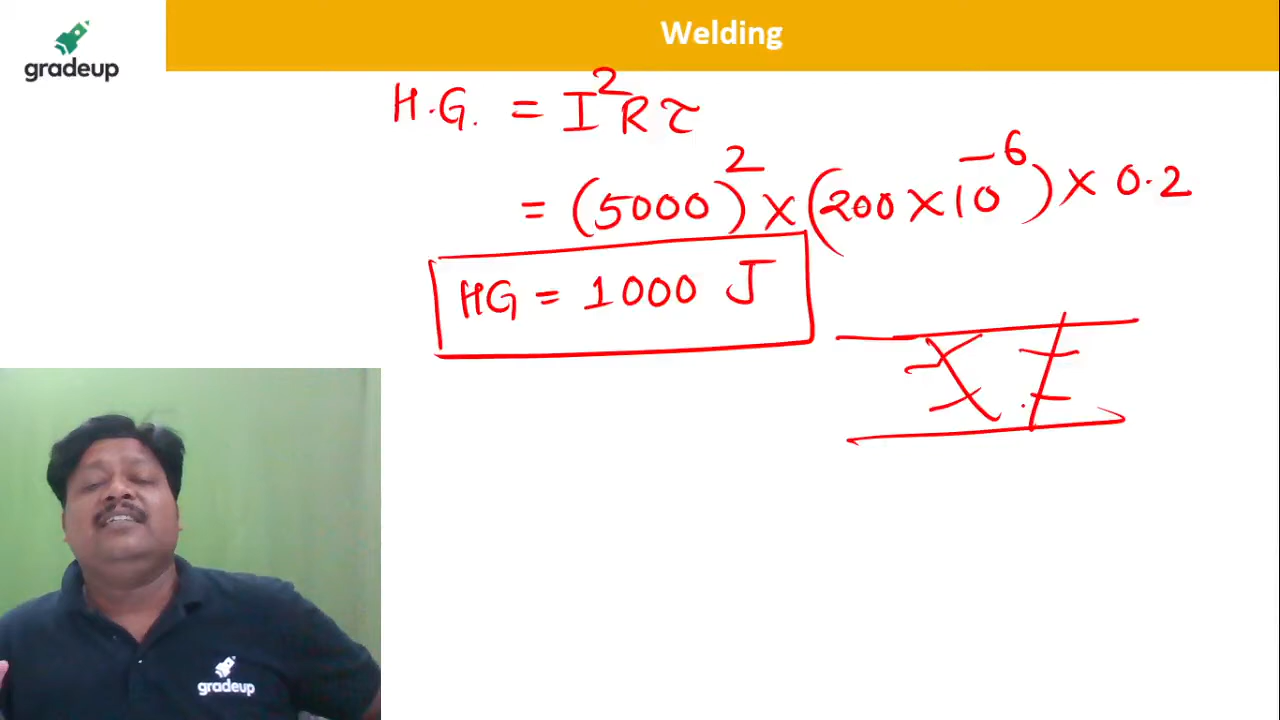 Welding
gradeup
H.G. = I²Rτ
= (5000)² × (200×10⁻⁶) × 0.2
HG = 1000 J
gradeup